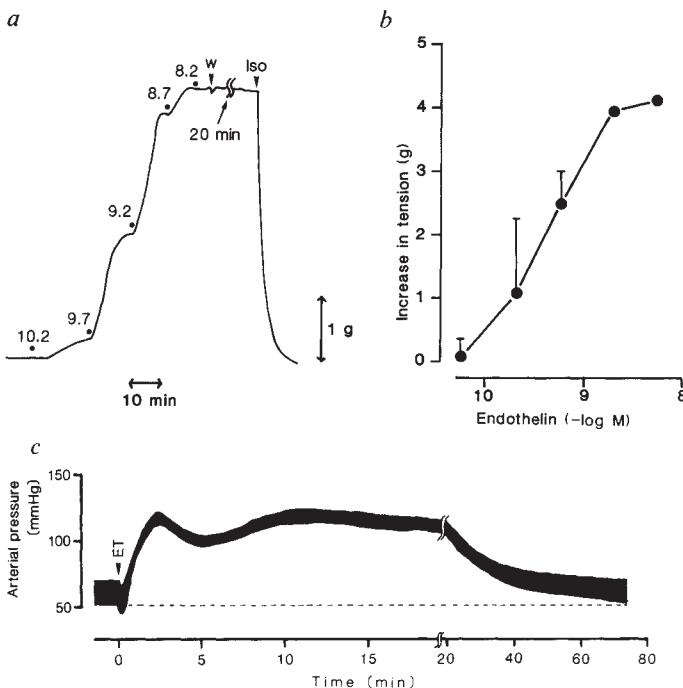 a
8.2
w
Iso
8.7
20 min
9.2
9.7
10.2
1 g
10 min
b
5
4
3
2
1
0
Increase in tension (g)
10 9 8
Endothelin (−log M)
c
150
100
50
Arterial pressure
(mmHg)
ET
0 5 10 15 20 40 60 80
Time (min)